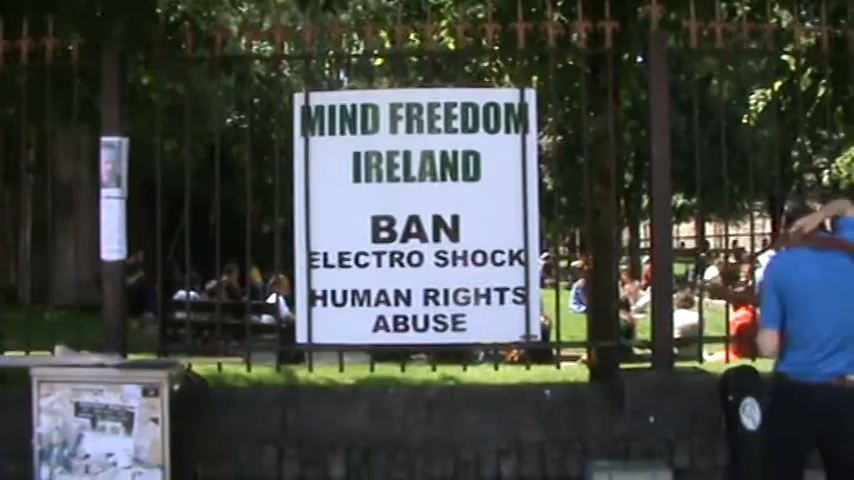 MIND FREEDOM
IRELAND
BAN
ELECTRO SHOCK
HUMAN RIGHTS
ABUSE